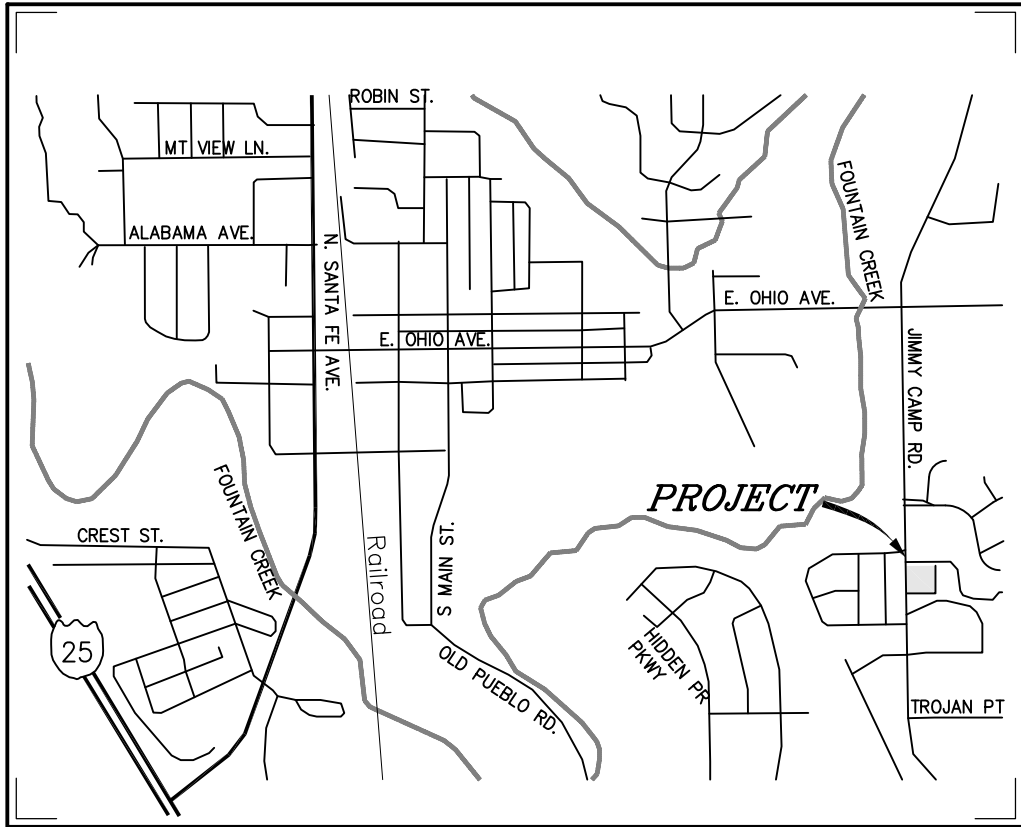 ROBIN ST.
MT VIEW LN.
FOUNTAIN CREEK
ALABAMA AVE.
N. SANTA FE AVE.
E. OHIO AVE.
E. OHIO AVE.
JIMMY CAMP RD.
PROJECT
FOUNTAIN CREEK
CREST ST.
Railroad
S MAIN ST.
25
HIDDEN PR
PKWY
OLD PUEBLO RD.
TROJAN PT